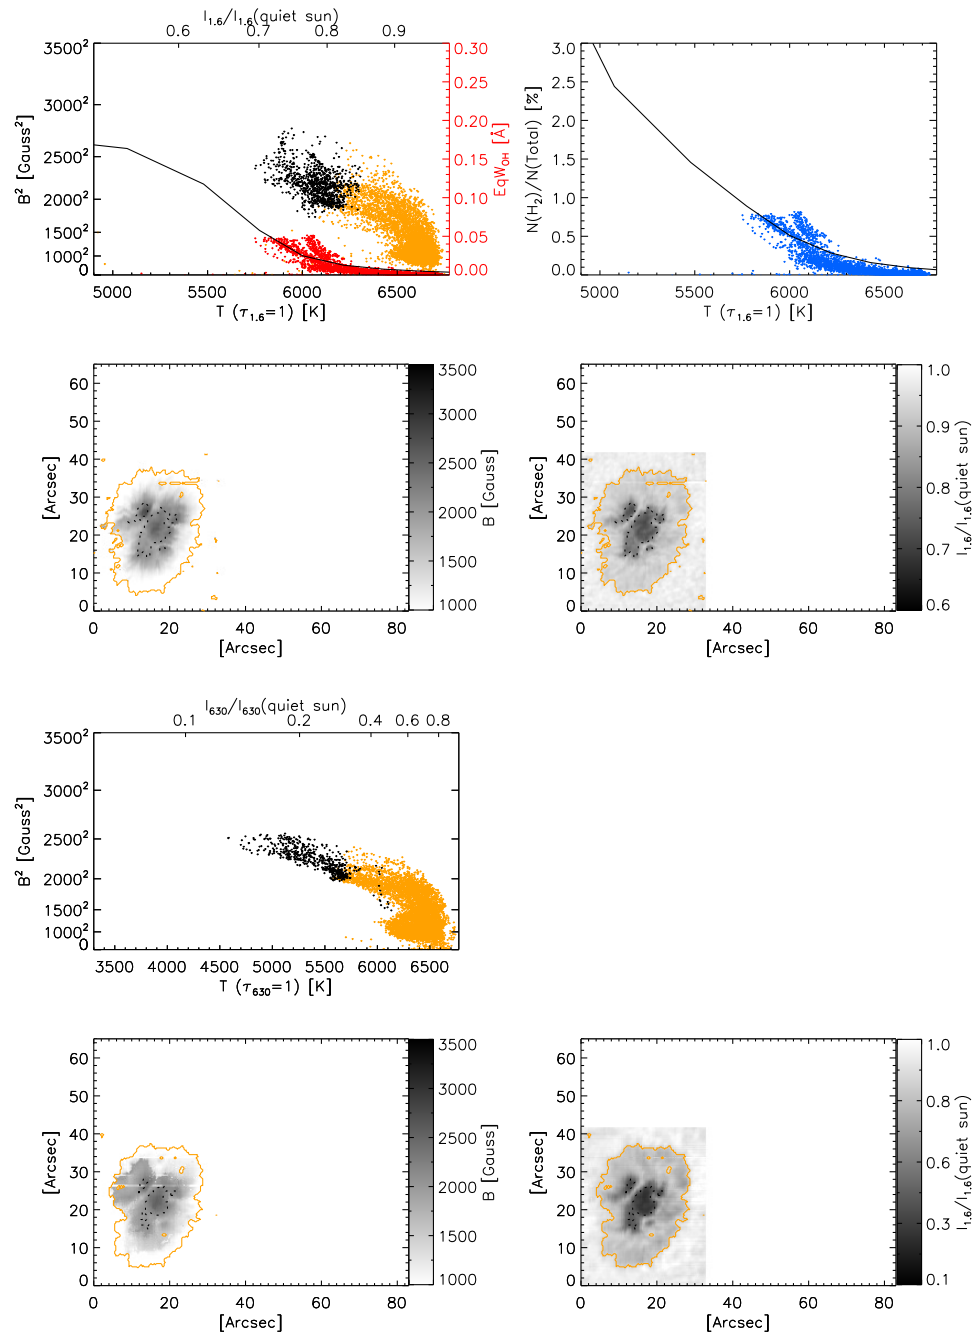 I1.6/I1.6(quiet sun)
0.6 0.7 0.8 0.9
3500² 0.30 3.0
0.25 2.5
3000²
0.20 2.0
2500² 0.15 1.5
2000² 0.10 1.0
1500²
0.05 0.5
1000²
0 0.00 0.0
B² [Gauss²]
EqWOH [Å]
N(H2)/N(Total) [%]
5000 5500 6000 6500
T (τ1.6=1) [K]
5000 5500 6000 6500
T (τ1.6=1) [K]
60
50
40
30
20
10
0
[Arcsec]
0 20 40 60 80
[Arcsec]
3500
3000
2500
2000
1500
1000
B [Gauss]
60
50
40
30
20
10
0
[Arcsec]
0 20 40 60 80
[Arcsec]
1.0
0.9
0.8
0.7
0.6
I1.6/I1.6(quiet sun)
I630/I630(quiet sun)
0.1 0.2 0.4 0.6 0.8
3500²
3000²
2500²
2000²
1500²
1000²
0
B² [Gauss²]
3500 4000 4500 5000 5500 6000 6500
T (τ630=1) [K]
60
50
40
30
20
10
0
[Arcsec]
0 20 40 60 80
[Arcsec]
3500
3000
2500
2000
1500
1000
B [Gauss]
60
50
40
30
20
10
0
[Arcsec]
0 20 40 60 80
[Arcsec]
1.0
0.8
0.6
0.3
0.1
I1.6/I1.6(quiet sun)